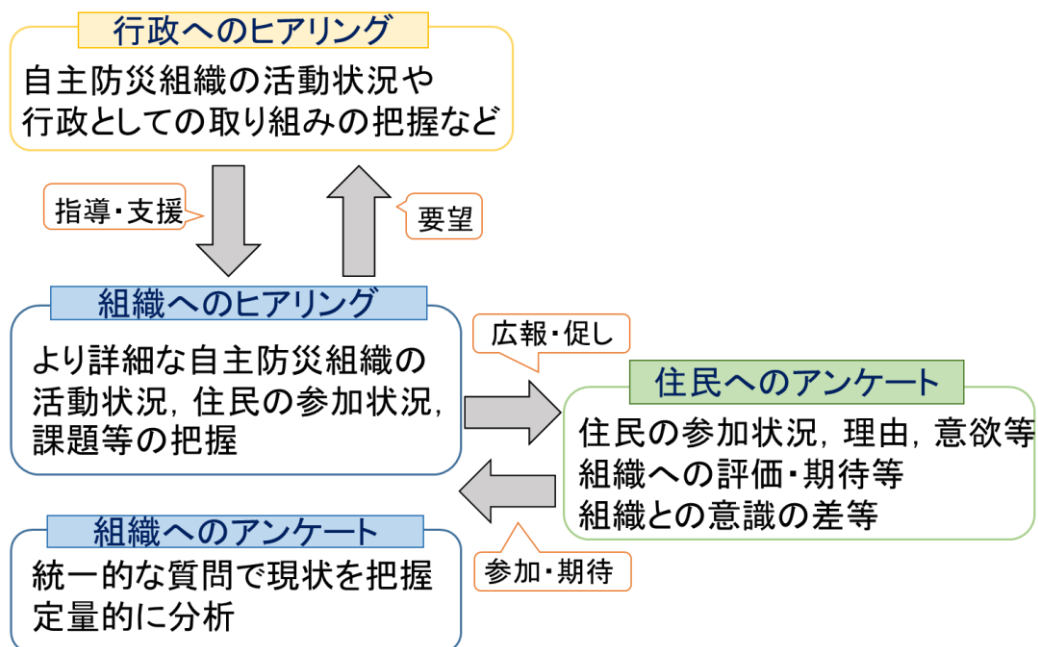 行政へのヒアリング
自主防災組織の活動状況や
行政としての取り組みの把握など
指導・支援
要望
組織へのヒアリング
より詳細な自主防災組織の
活動状況, 住民の参加状況,
課題等の把握
広報・促し
住民へのアンケート
住民の参加状況, 理由, 意欲等
組織への評価・期待等
組織との意識の差等
参加・期待
組織へのアンケート
統一的な質問で現状を把握
定量的に分析